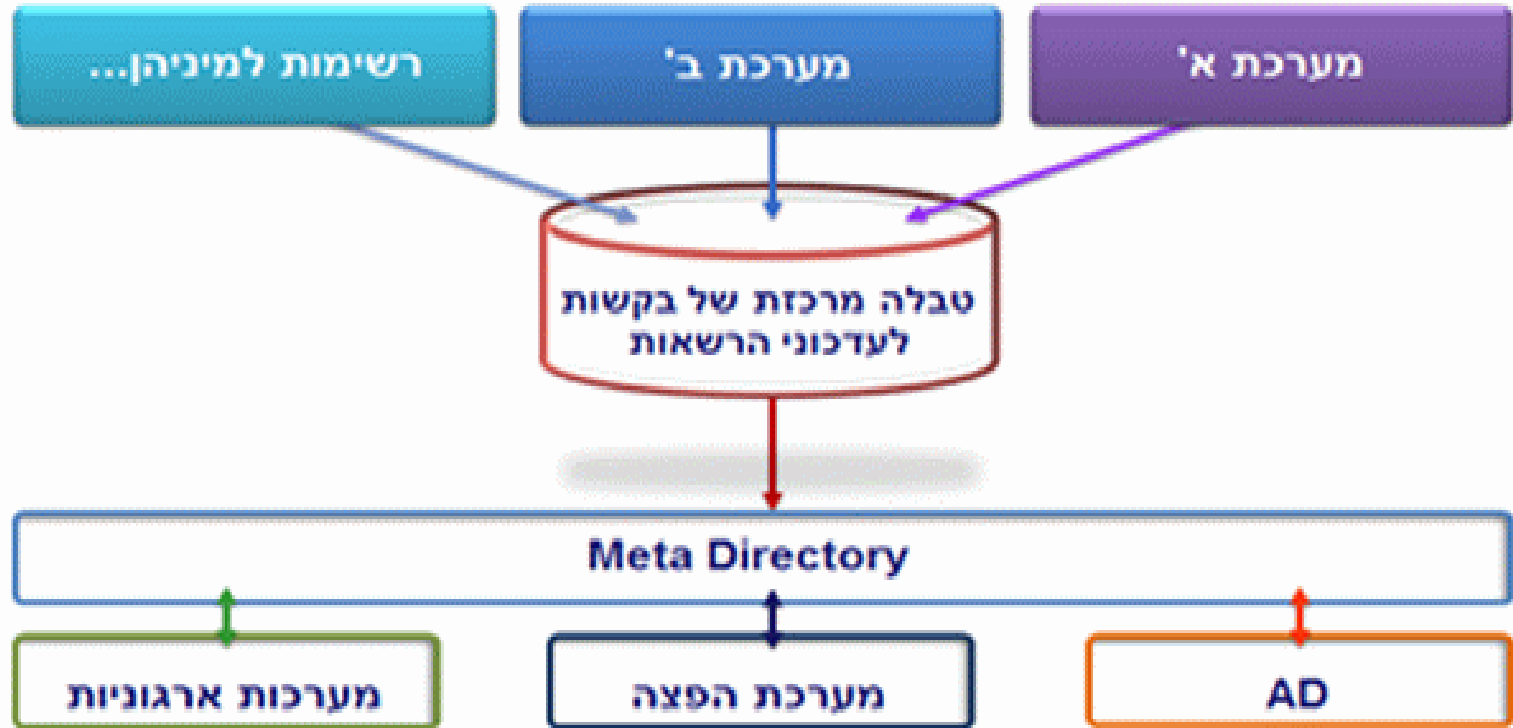 מערכת א'
מערכת ב'
רשימות למיניהן...
טבלה מרכזת של בקשות
לעדכוני הרשאות
Meta Directory
AD
מערכת הפצה
מערכות ארגוניות